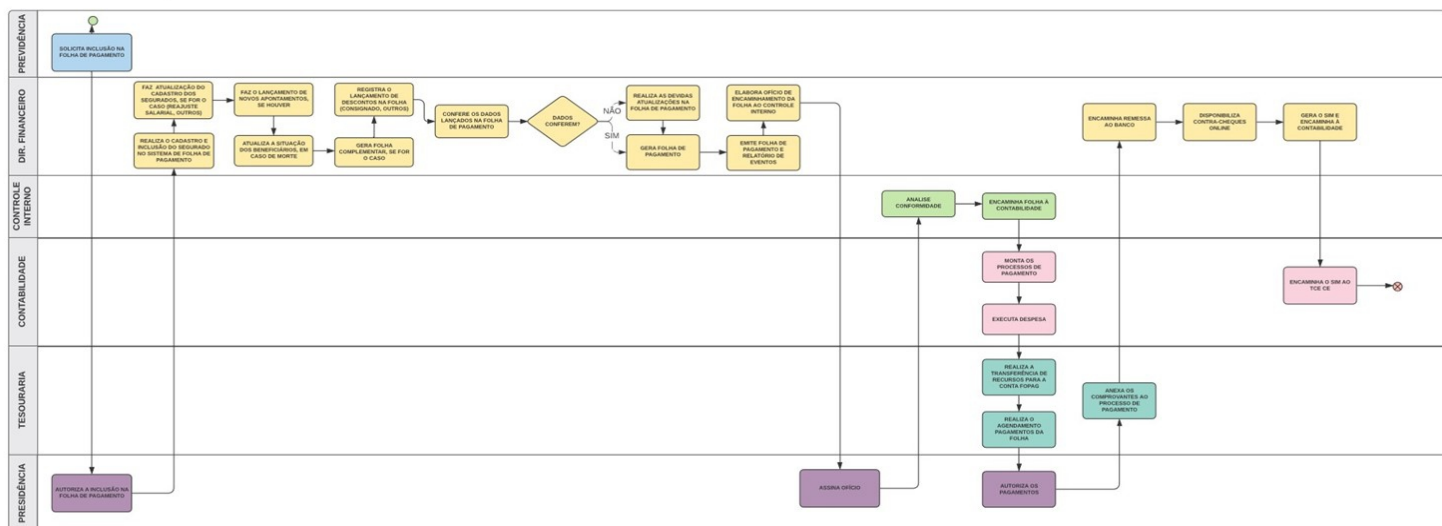 PREVIDÊNCIA
SOLICITA INCLUSÃO NA
FOLHA DE PAGAMENTO
DIR. FINANCEIRO
FAZ ATUALIZAÇÃO DO
CADASTRO DOS
SEGURADOS, SE FOR O
CASO (REAJUSTE
SALARIAL, OUTROS)
REALIZA O CADASTRO E
INCLUSÃO DO SEGURADO
NO SISTEMA DE FOLHA DE
PAGAMENTO
FAZ O LANÇAMENTO DE
NOVOS APONTAMENTOS,
SE HOUVER
ATUALIZA A SITUAÇÃO
DOS BENEFICIÁRIOS, EM
CASO DE MORTE
REGISTRA O
LANÇAMENTO DE
DESCONTOS NA FOLHA
(CONSIGNADO, OUTROS)
GERA FOLHA
COMPLEMENTAR, SE FOR
O CASO
CONFERE OS DADOS
LANÇADOS NA FOLHA
DE PAGAMENTO
DADOS
CONFEREM?
NÃO
SIM
REALIZA AS DEVIDAS
ATUALIZAÇÕES NA
FOLHA DE PAGAMENTO
GERA FOLHA DE
PAGAMENTO
ELABORA OFÍCIO DE
ENCAMINHAMENTO DA
FOLHA AO CONTROLE
INTERNO
EMITE FOLHA DE
PAGAMENTO E
RELATÓRIO DE
EVENTOS
ENCAMINHA REMESSA
AO BANCO
DISPONIBILIZA
CONTRA-CHEQUES
ONLINE
GERA O SIM E
ENCAMINHA À
CONTABILIDADE
CONTROLE
INTERNO
ANALISE
CONFORMIDADE
ENCAMINHA FOLHA À
CONTABILIDADE
CONTABILIDADE
MONTA OS
PROCESSOS DE
PAGAMENTO
EXECUTA DESPESA
ENCAMINHA O SIM AO
TCE CE
TESOURARIA
REALIZA A
TRANSFERÊNCIA DE
RECURSOS PARA A
CONTA FOPAG
REALIZA O
AGENDAMENTO
PAGAMENTOS DA
FOLHA
ANEXA OS
COMPROVANTES AO
PROCESSO DE
PAGAMENTO
PRESIDÊNCIA
AUTORIZA A INCLUSÃO NA
FOLHA DE PAGAMENTO
ASSINA OFÍCIO
AUTORIZA OS
PAGAMENTOS